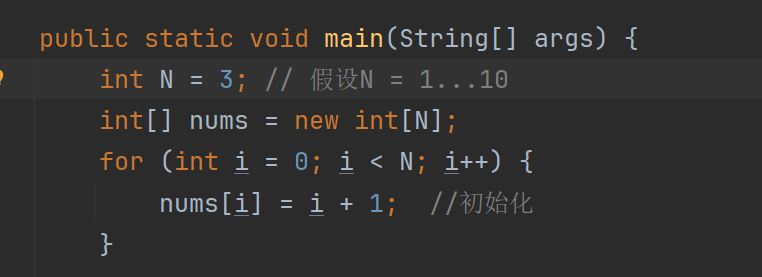 public static void main(String[] args) {
int N = 3; // 假设N = 1...10
int[] nums = new int[N];
for (int i = 0; i < N; i++) {
nums[i] = i + 1;  //初始化
}